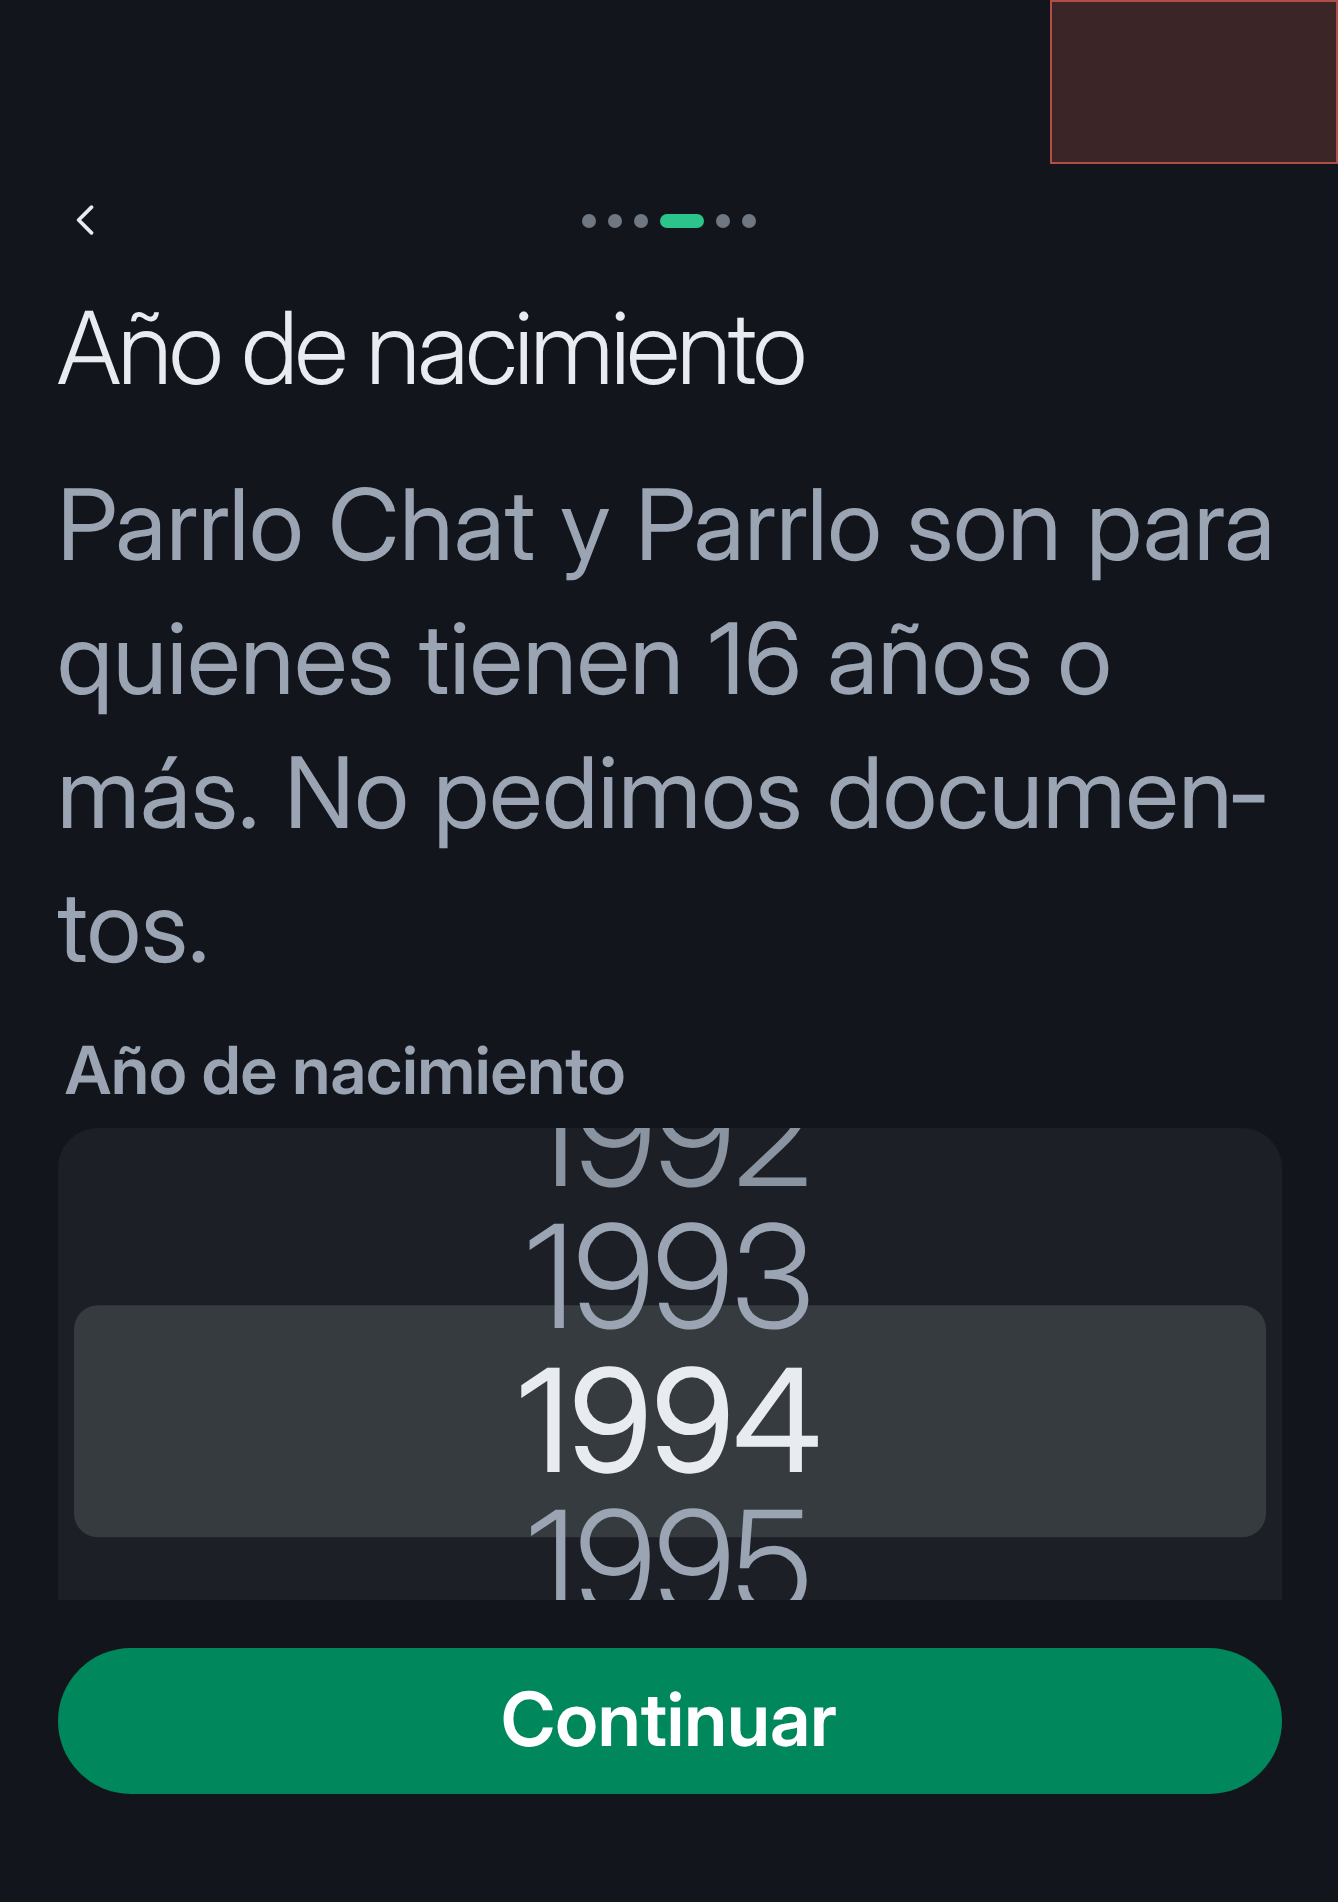 Año de nacimiento
Parrlo Chat y Parrlo son para
quienes tienen 16 años o
más. No pedimos documen-
tos.
Año de nacimiento
1992
1993
1994
1995
Continuar